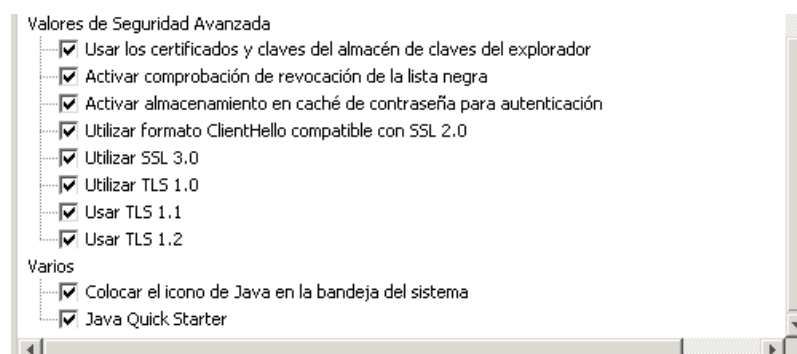 Valores de Seguridad Avanzada
Usar los certificados y claves del almacén de claves del explorador
Activar comprobación de revocación de la lista negra
Activar almacenamiento en caché de contraseña para autenticación
Utilizar formato ClientHello compatible con SSL 2.0
Utilizar SSL 3.0
Utilizar TLS 1.0
Usar TLS 1.1
Usar TLS 1.2
Varios
Colocar el icono de Java en la bandeja del sistema
Java Quick Starter